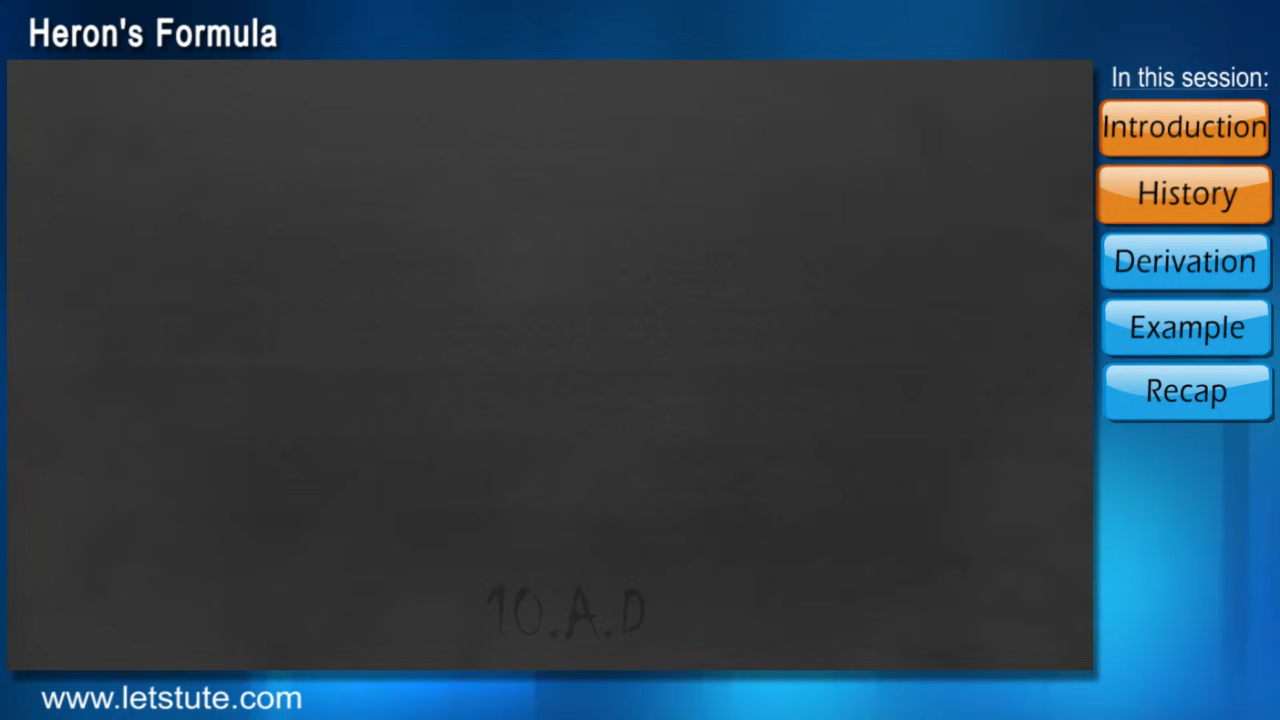 Heron's Formula
In this session:
Introduction
History
Derivation
Example
Recap
10.A.D
www.letstute.com